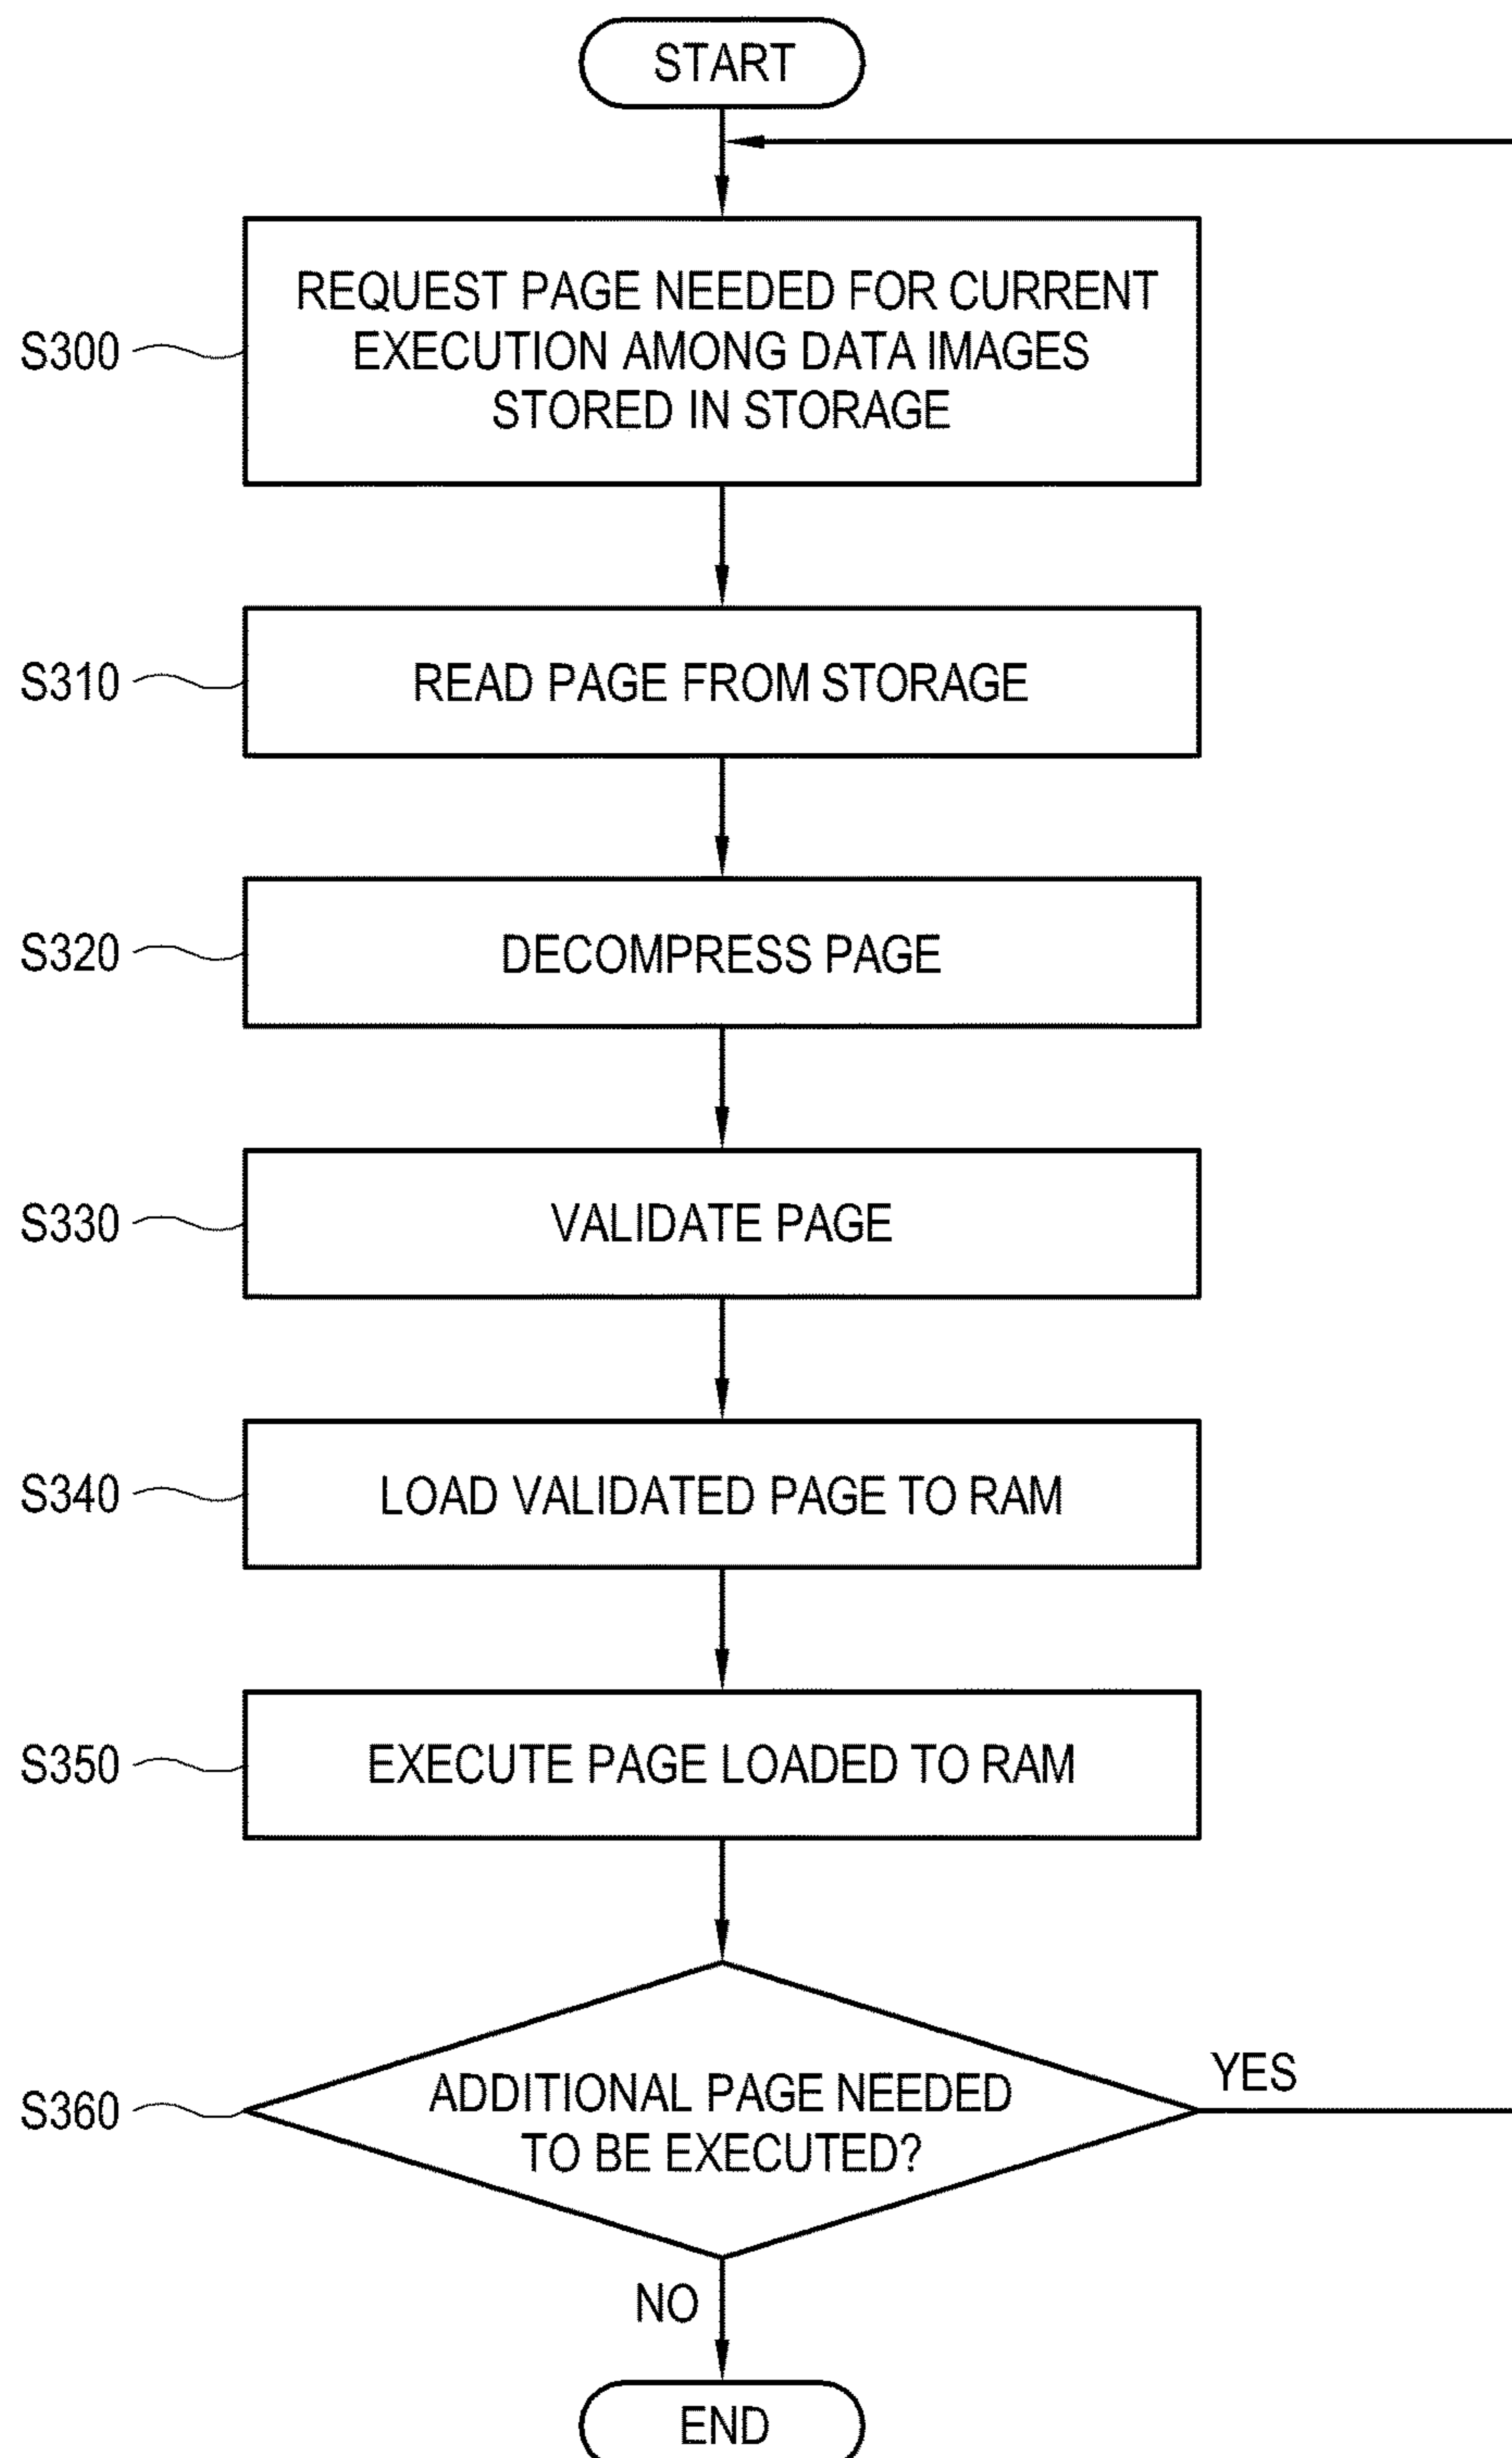 START
REQUEST PAGE NEEDED FOR CURRENT
EXECUTION AMONG DATA IMAGES
STORED IN STORAGE
S300
S310
READ PAGE FROM STORAGE
S320
DECOMPRESS PAGE
S330
VALIDATE PAGE
S340
LOAD VALIDATED PAGE TO RAM
S350
EXECUTE PAGE LOADED TO RAM
S360
ADDITIONAL PAGE NEEDED
TO BE EXECUTED?
YES
NO
END